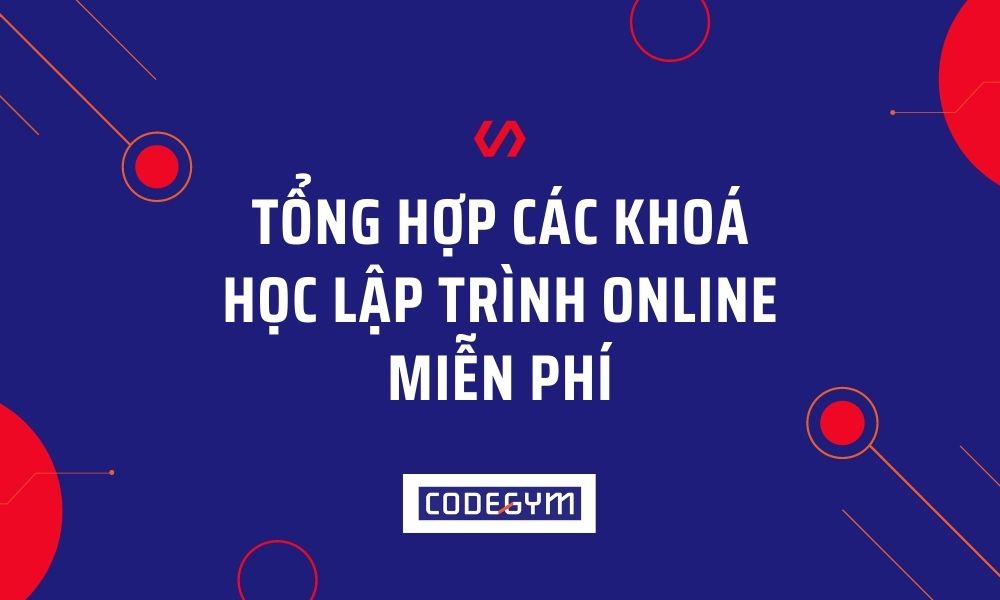 TỔNG HỢP CÁC KHOÁ
HỌC LẬP TRÌNH ONLINE
MIỄN PHÍ
CODEGYM